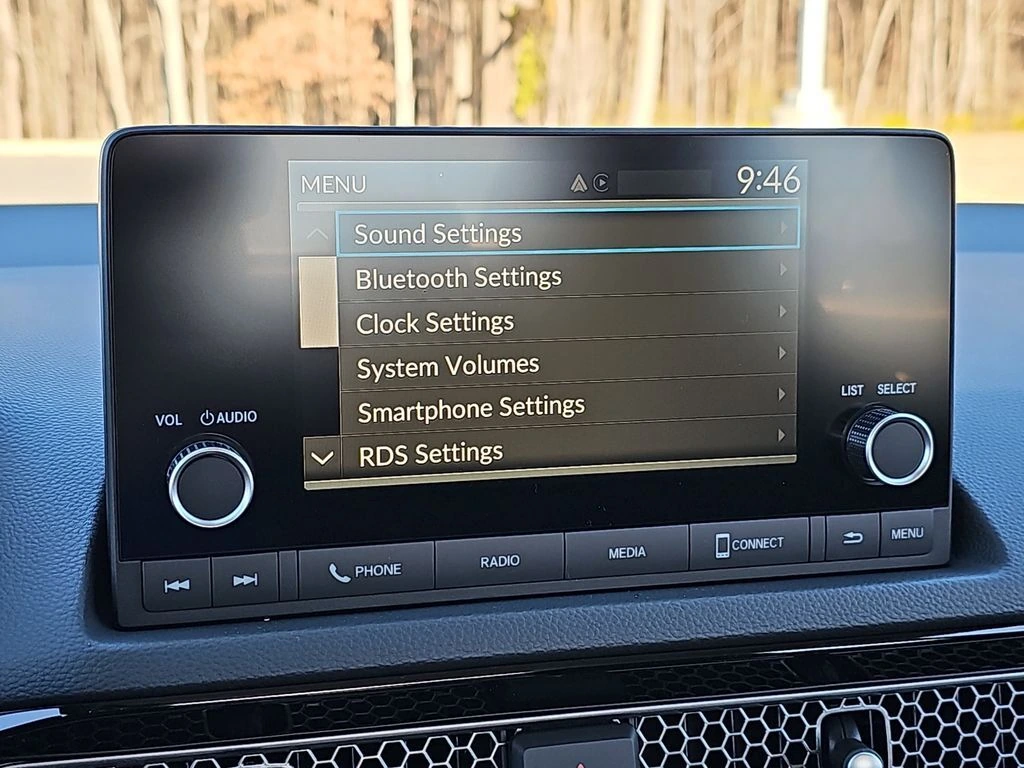 MENU 9:46
Sound Settings
Bluetooth Settings
Clock Settings
System Volumes
Smartphone Settings
RDS Settings
VOL AUDIO
LIST SELECT
PHONE RADIO MEDIA CONNECT MENU